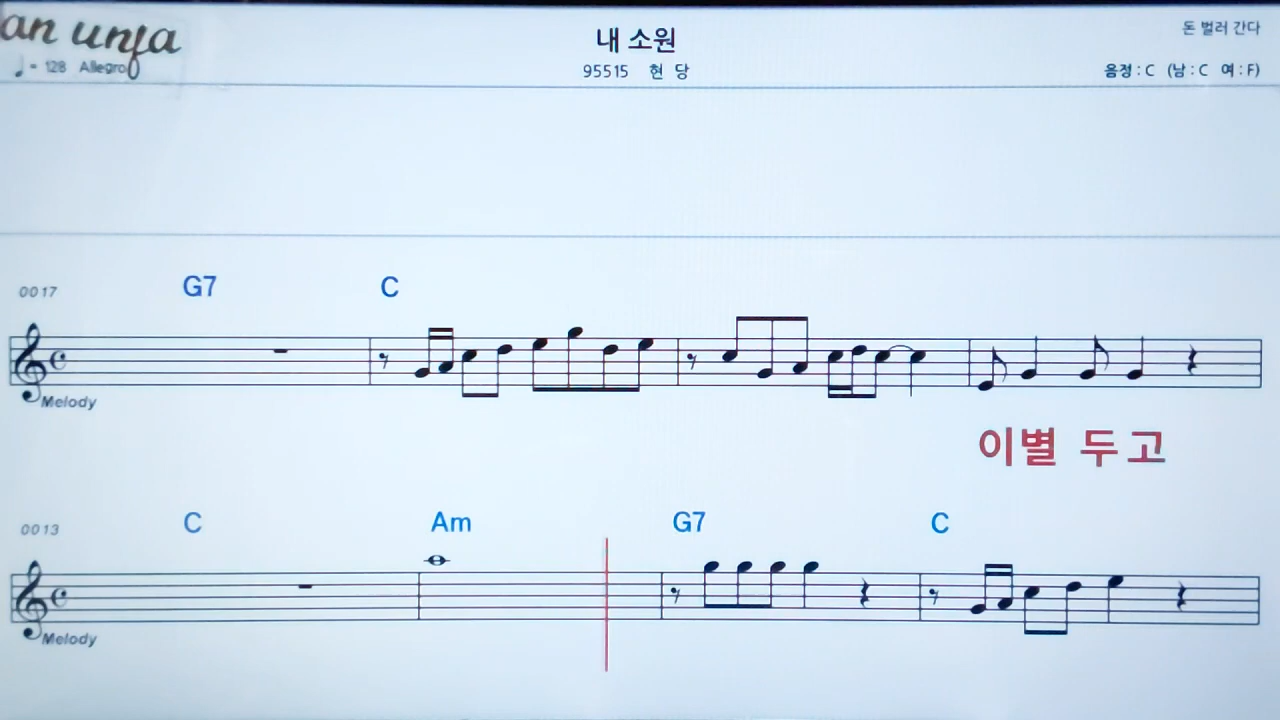 an unja
♩= 128 Allegro
내 소원
95515 현 당
돈 벌러 간다
음정 : C (남 : C 여 : F)
0017 G7 C
Melody
이별 두고
0013 C Am G7 C
Melody